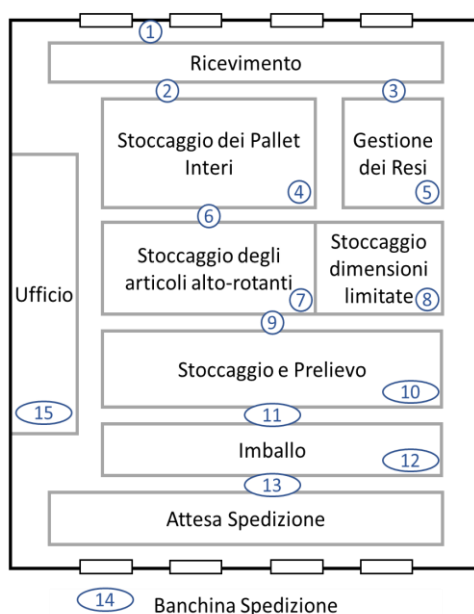 1
Ricevimento
2
3
Stoccaggio dei Pallet
Interi
4
Gestione
dei Resi
5
6
Stoccaggio degli
articoli alto-rotanti
7
Stoccaggio
dimensioni
limitate
8
Ufficio
15
9
Stoccaggio e Prelievo
10
11
Imballo
12
13
Attesa Spedizione
14
Banchina Spedizione